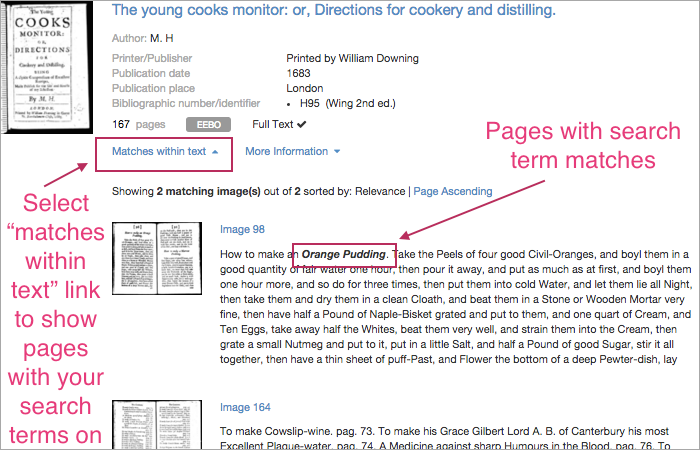 The Young
COOKS
MONITOR:
OR,
DIRECTIONS
FOR
Cookery and Distilling.
BEING
By M. H.
LONDON,
The young cooks monitor: or, Directions for cookery and distilling.
Author: M. H
Printer/Publisher Printed by William Downing
Publication date 1683
Publication place London
Bibliographic number/identifier • H95 (Wing 2nd ed.)
167 pages EEBO Full Text ✓
Matches within text More Information
Pages with search
term matches
Showing 2 matching image(s) out of 2 sorted by: Relevance | Page Ascending
Select
“matches
within
text” link
to show
pages
with your
search
terms on
Image 98
How to make an Orange Pudding. Take the Peels of four good Civil-Oranges, and boyl them in a
good quantity of fair water one hour, then pour it away, and put as much as at first, and boyl them
one hour more, and so do for three times, then put them into cold Water, and let them lie all Night,
then take them and dry them in a clean Cloath, and beat them in a Stone or Wooden Mortar very
fine, then have half a Pound of Naple-Bisket grated and put to them, and one quart of Cream, and
Ten Eggs, take away half the Whites, beat them very well, and strain them into the Cream, then
grate a small Nutmeg and put to it, put in a little Salt, and half a Pound of good Sugar, stir it all
together, then have a thin sheet of puff-Past, and Flower the bottom of a deep Pewter-dish, lay
Image 164
To make Cowslip-wine. pag. 73. To make his Grace Gilbert Lord A. B. of Canterbury his most
Excellent Plague-water. pag. 74. A Medicine against sharp Humours in the Blood. pag. 76. To